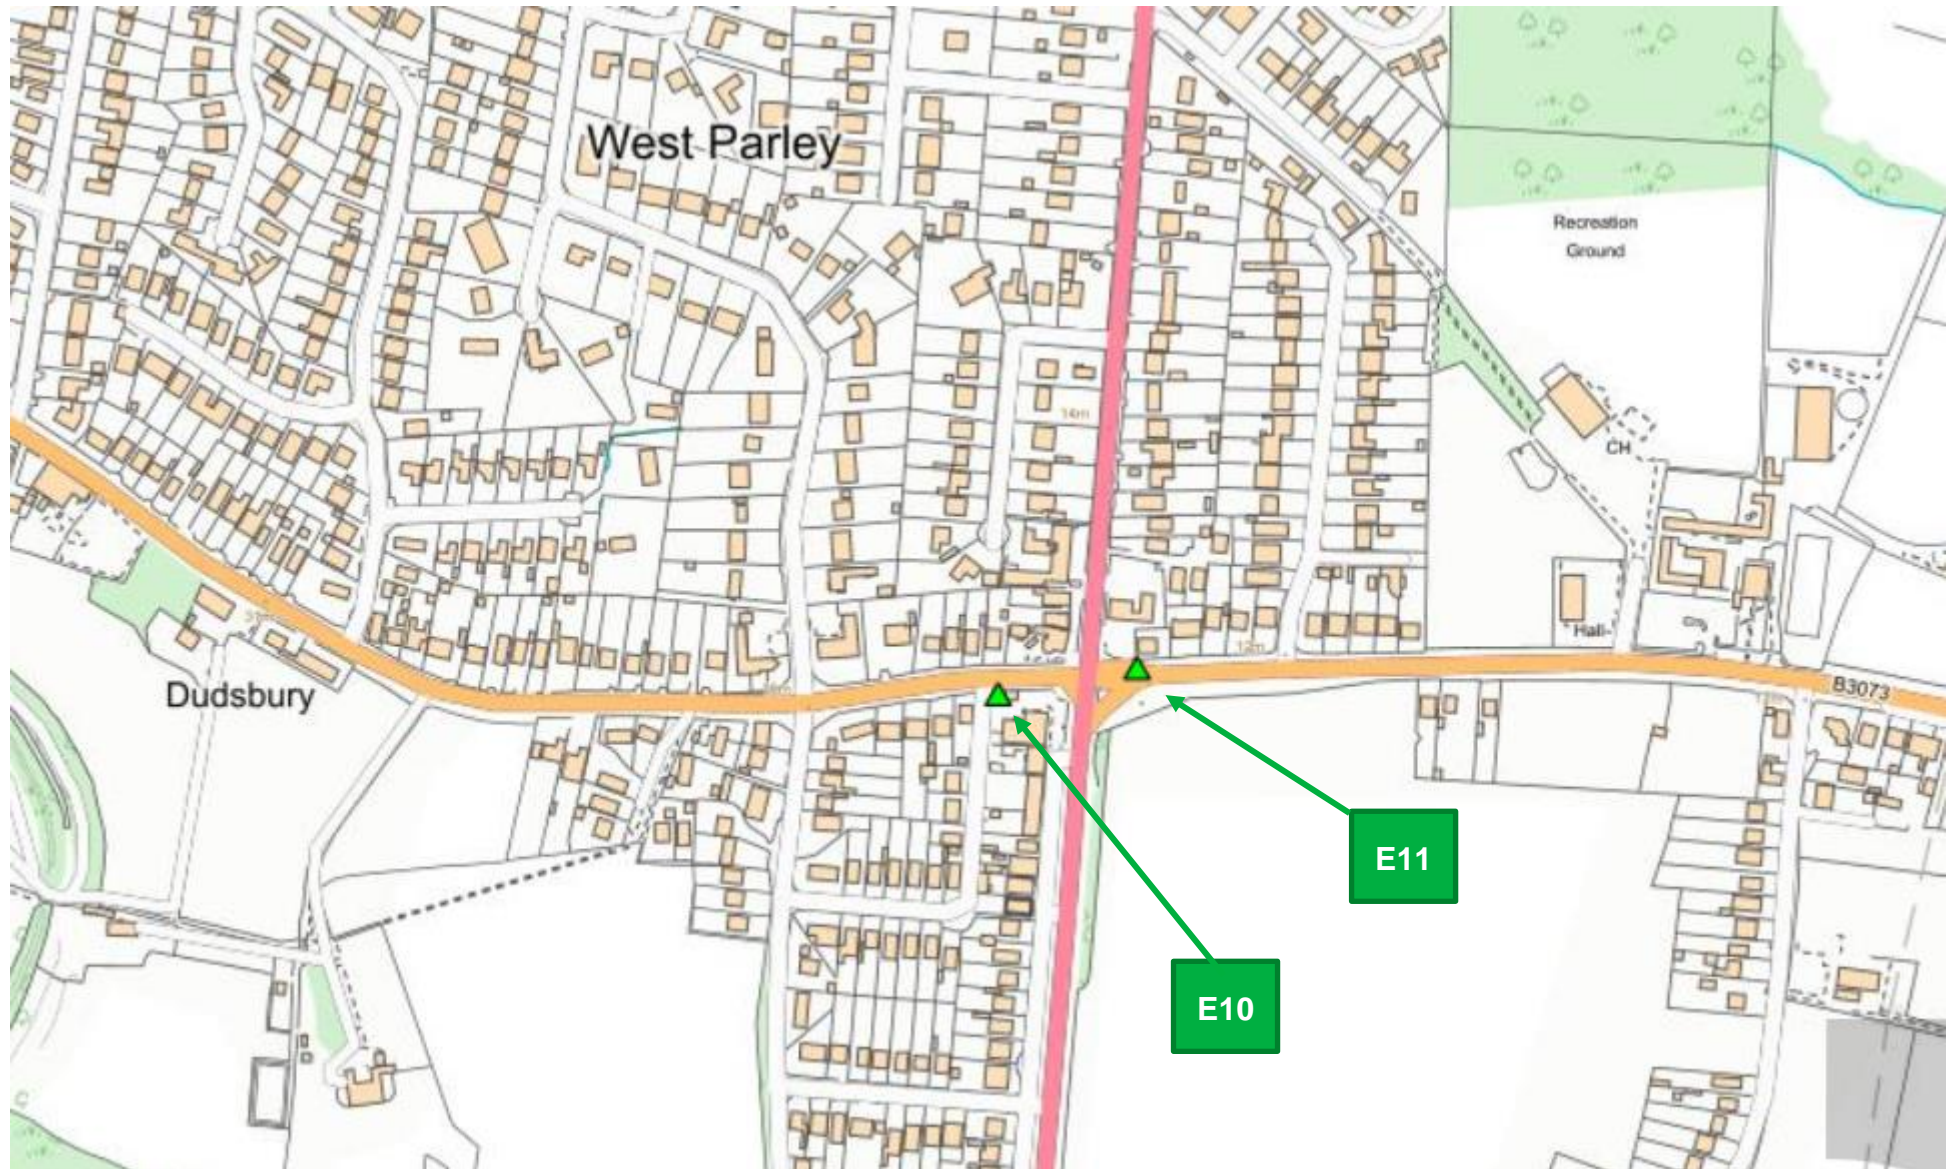 West Parley
Recreation
Ground
14m
CH
Hall
12m
Dudsbury
B3073
E11
E10